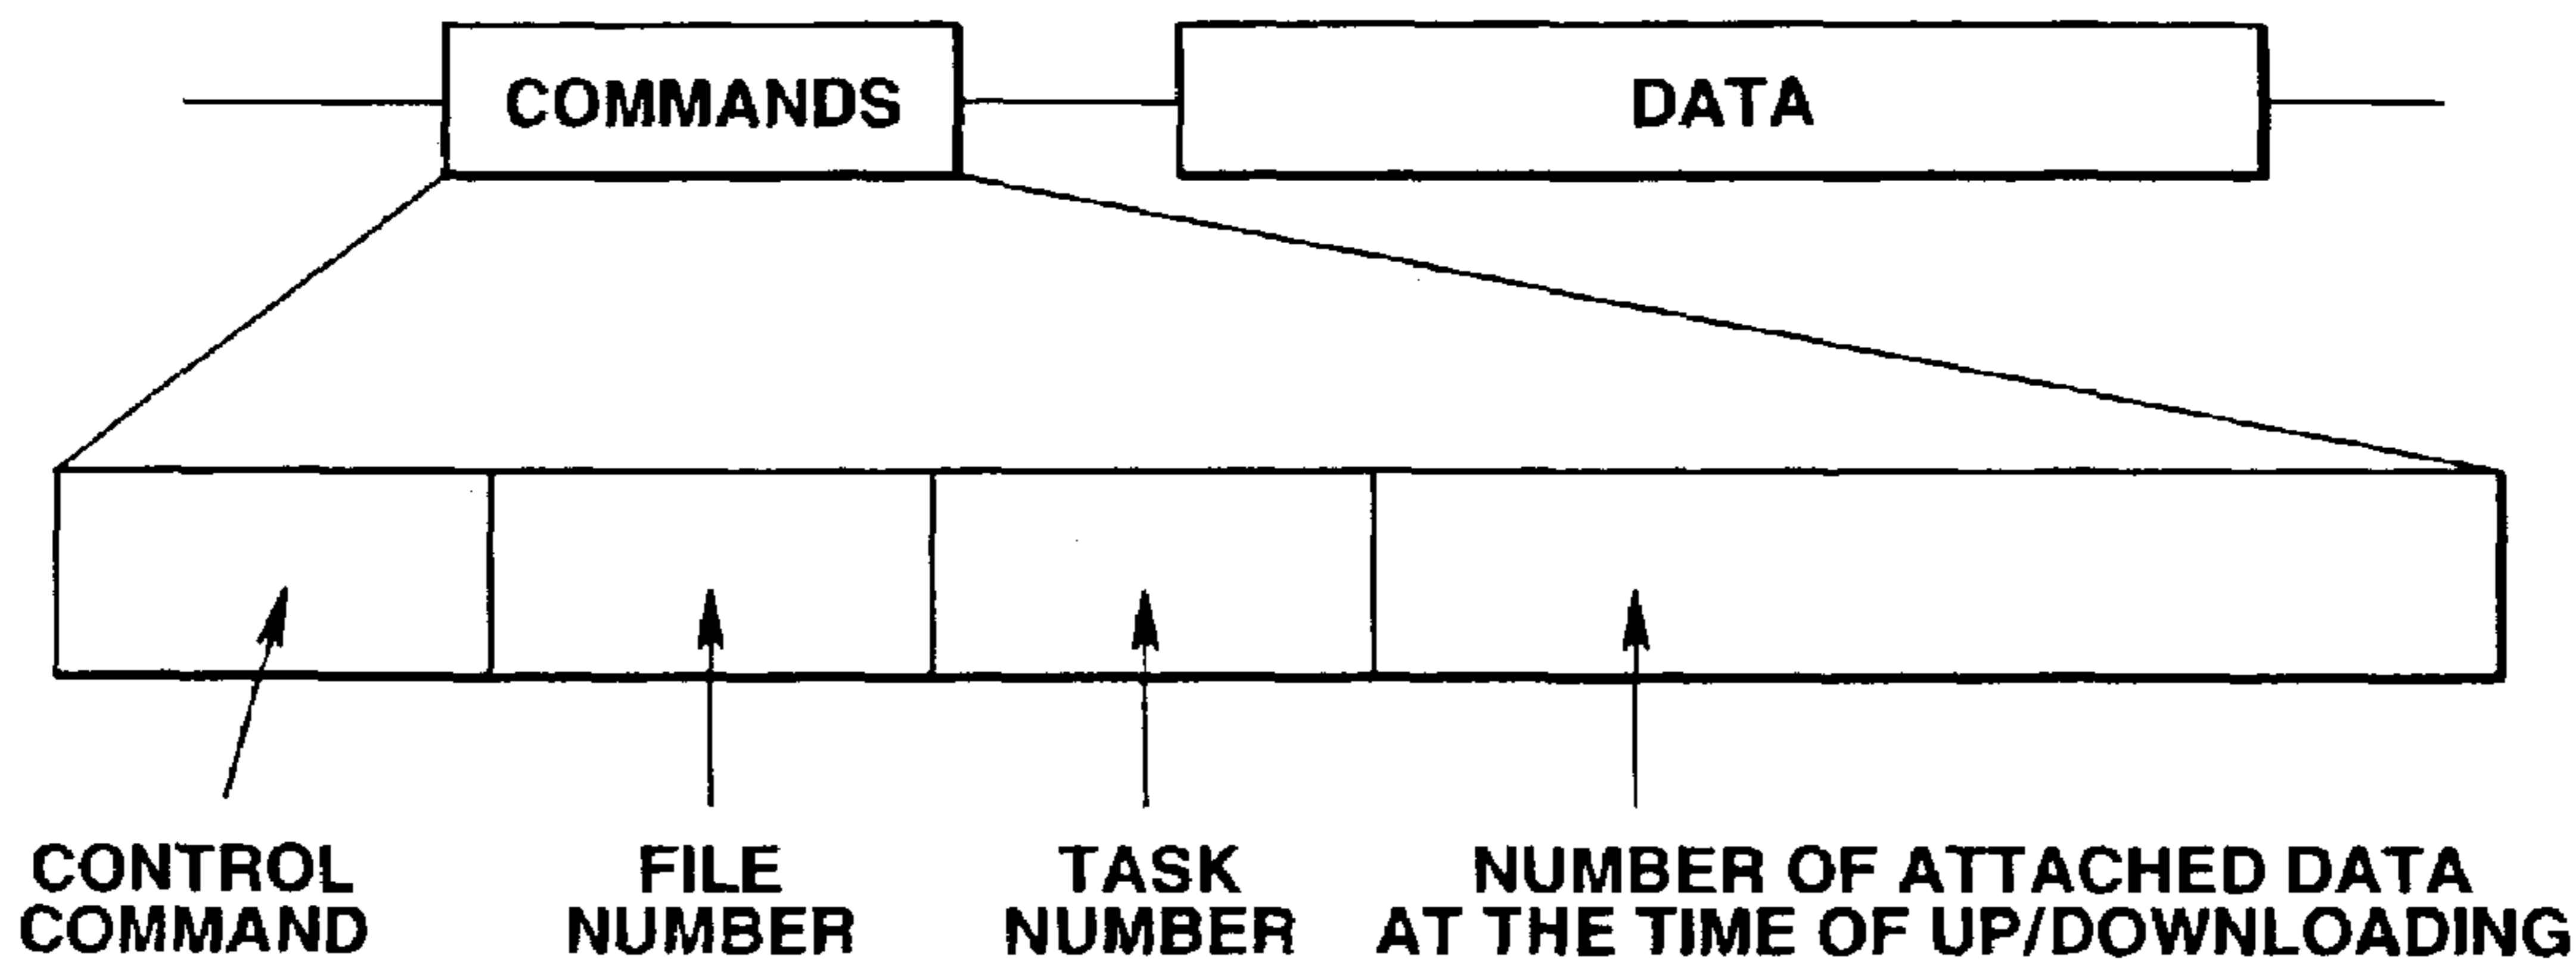 COMMANDS
DATA
CONTROL
COMMAND
FILE
NUMBER
TASK
NUMBER
NUMBER OF ATTACHED DATA
AT THE TIME OF UP/DOWNLOADING